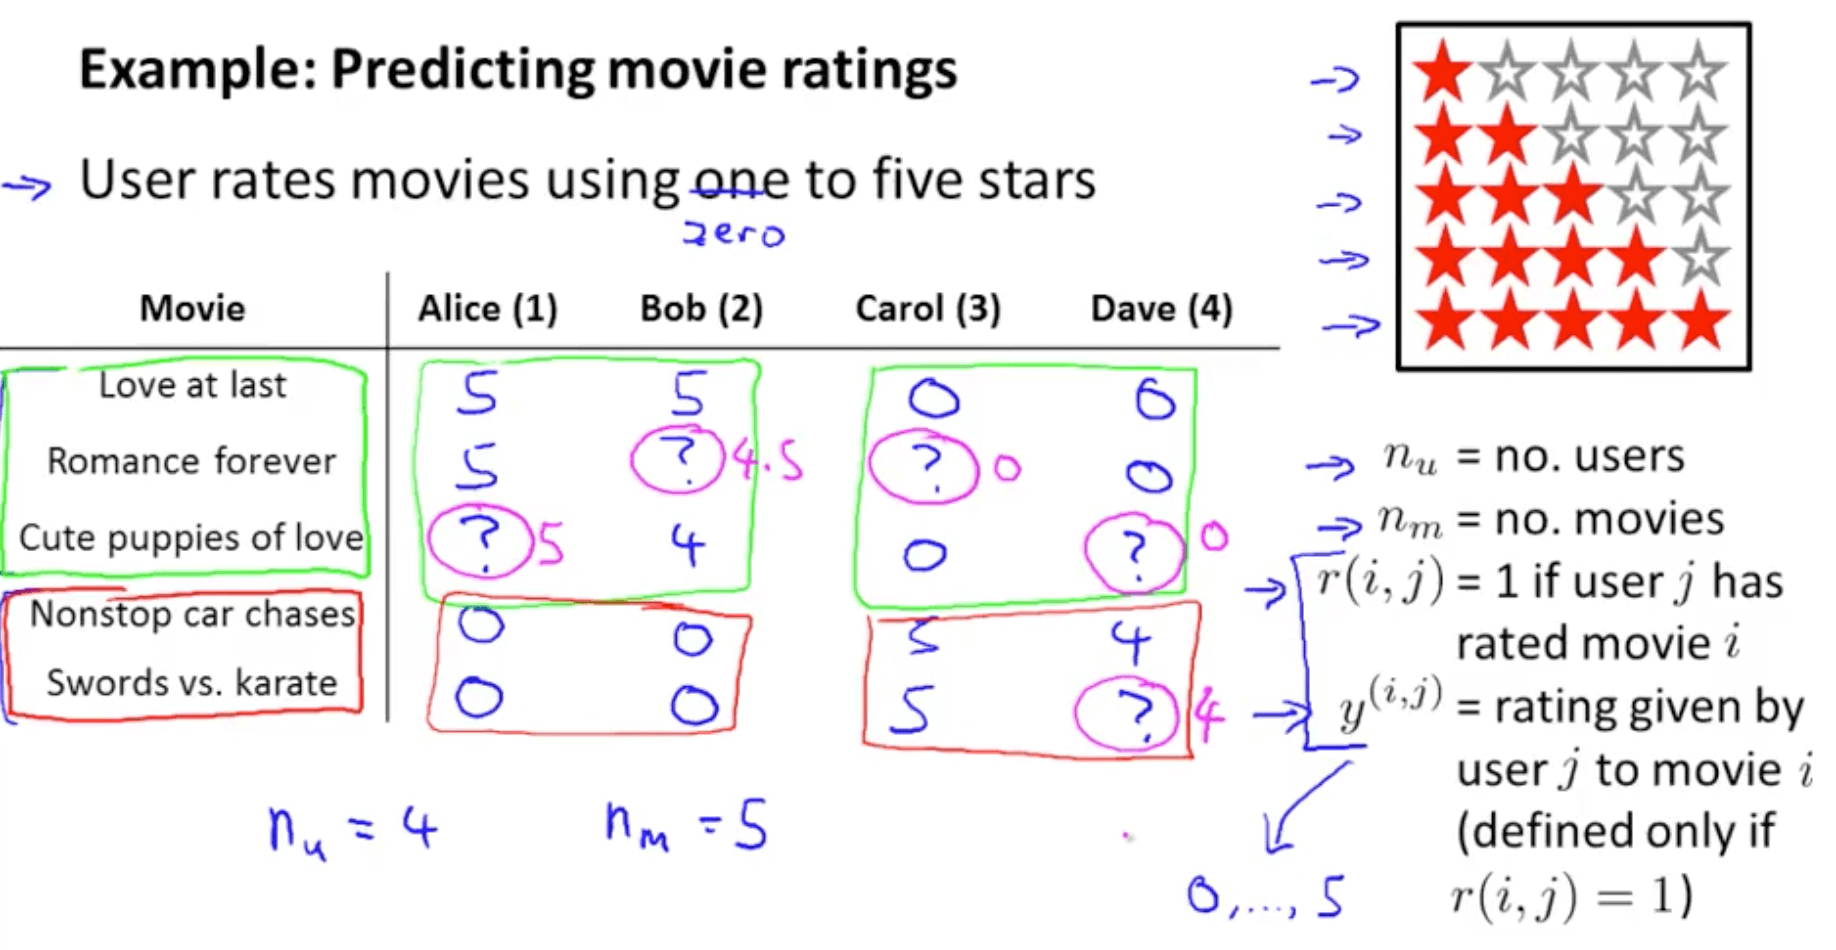 Example: Predicting movie ratings
→ User rates movies using one to five stars
zero
Movie Alice (1) Bob (2) Carol (3) Dave (4)
Love at last 5 5 0 0
Romance forever 5 ? 4.5 ? 0 0
Cute puppies of love ? 5 4 0 ? 0
Nonstop car chases 0 0 5 4
Swords vs. karate 0 0 5 ? 4
n_u = 4 n_m = 5
→ n_u = no. users
→ n_m = no. movies
→ r(i, j) = 1 if user j has
rated movie i
→ y^(i,j) = rating given by
user j to movie i
(defined only if
r(i, j) = 1)
0, ..., 5